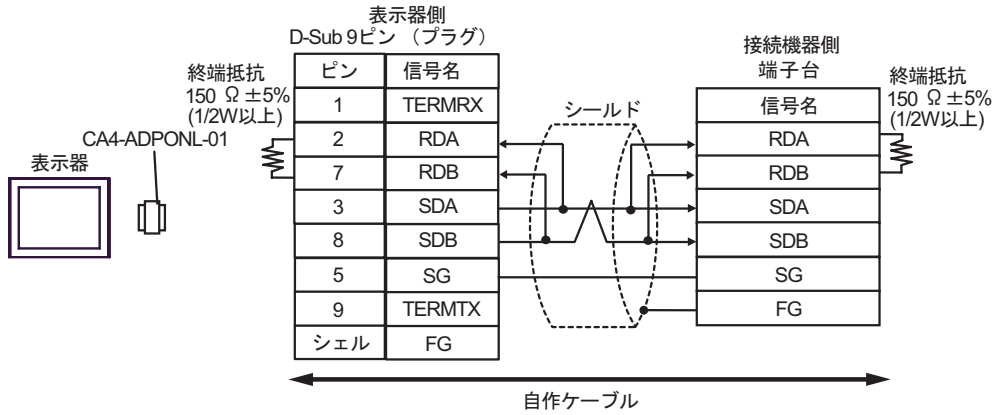 表示器側
D-Sub 9ピン （プラグ）
接続機器側
端子台
終端抵抗
150 Ω ±5%
(1/2W以上)
CA4-ADPONL-01
表示器
ピン 信号名
1 TERMRX
2 RDA
7 RDB
3 SDA
8 SDB
5 SG
9 TERMTX
シェル FG
シールド
信号名
RDA
RDB
SDA
SDB
SG
FG
終端抵抗
150 Ω ±5%
(1/2W以上)
自作ケーブル